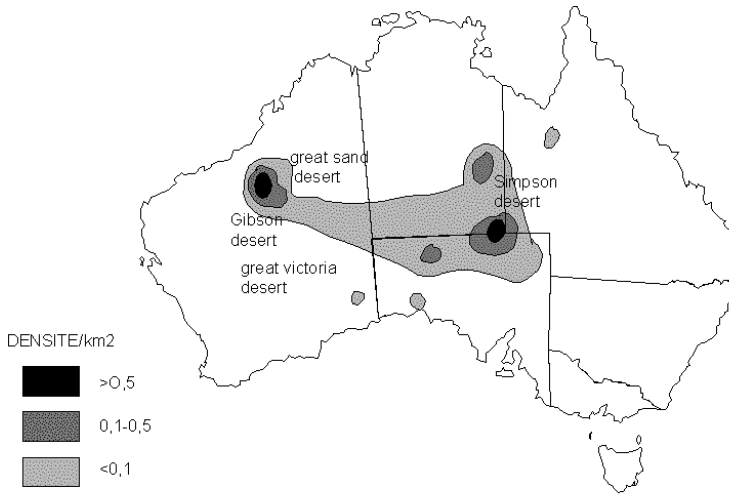 great sand
desert
Simpson
desert
Gibson
desert
great victoria
desert
DENSITE/km2
>O,5
0,1-0,5
<0,1